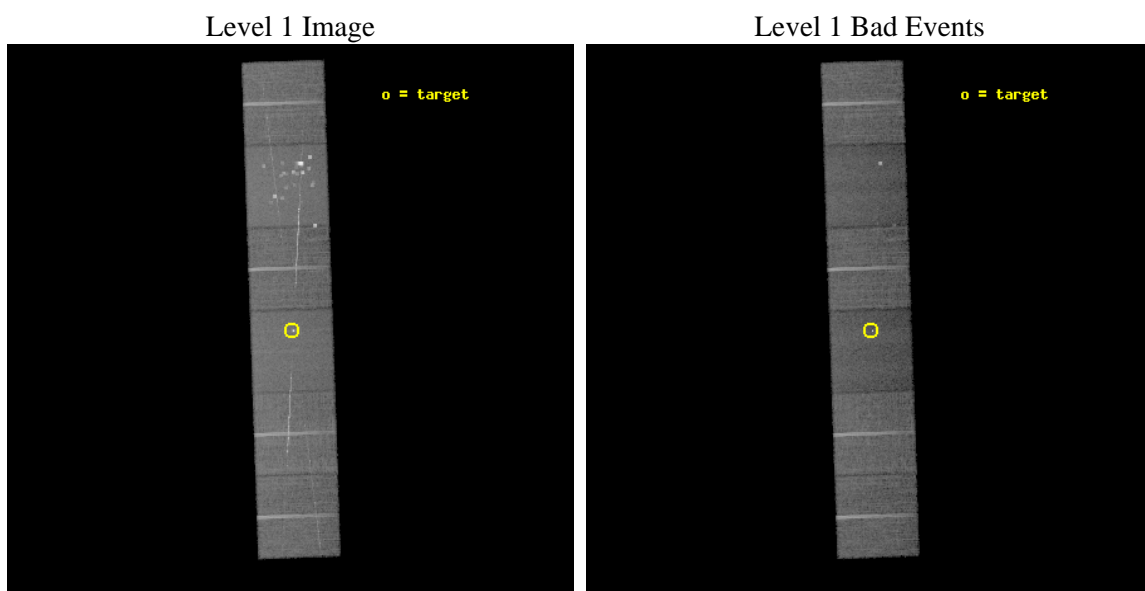 Level 1 Image
Level 1 Bad Events
o = target
o = target